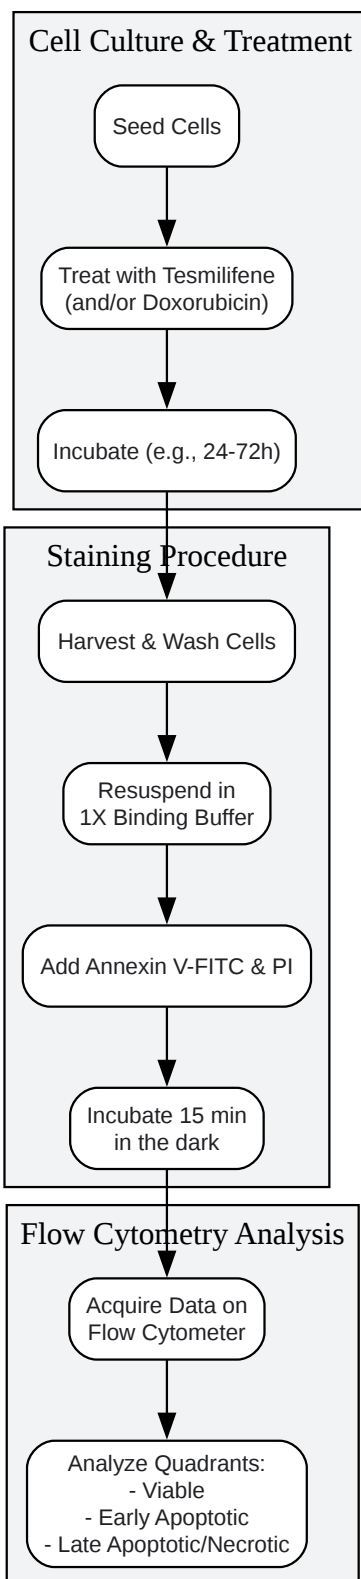 Cell Culture & Treatment
Seed Cells
Treat with Tesmilifene
(and/or Doxorubicin)
Incubate (e.g., 24-72h)
Staining Procedure
Harvest & Wash Cells
Resuspend in
1X Binding Buffer
Add Annexin V-FITC & PI
Incubate 15 min
in the dark
Flow Cytometry Analysis
Acquire Data on
Flow Cytometer
Analyze Quadrants:
- Viable
- Early Apoptotic
- Late Apoptotic/Necrotic